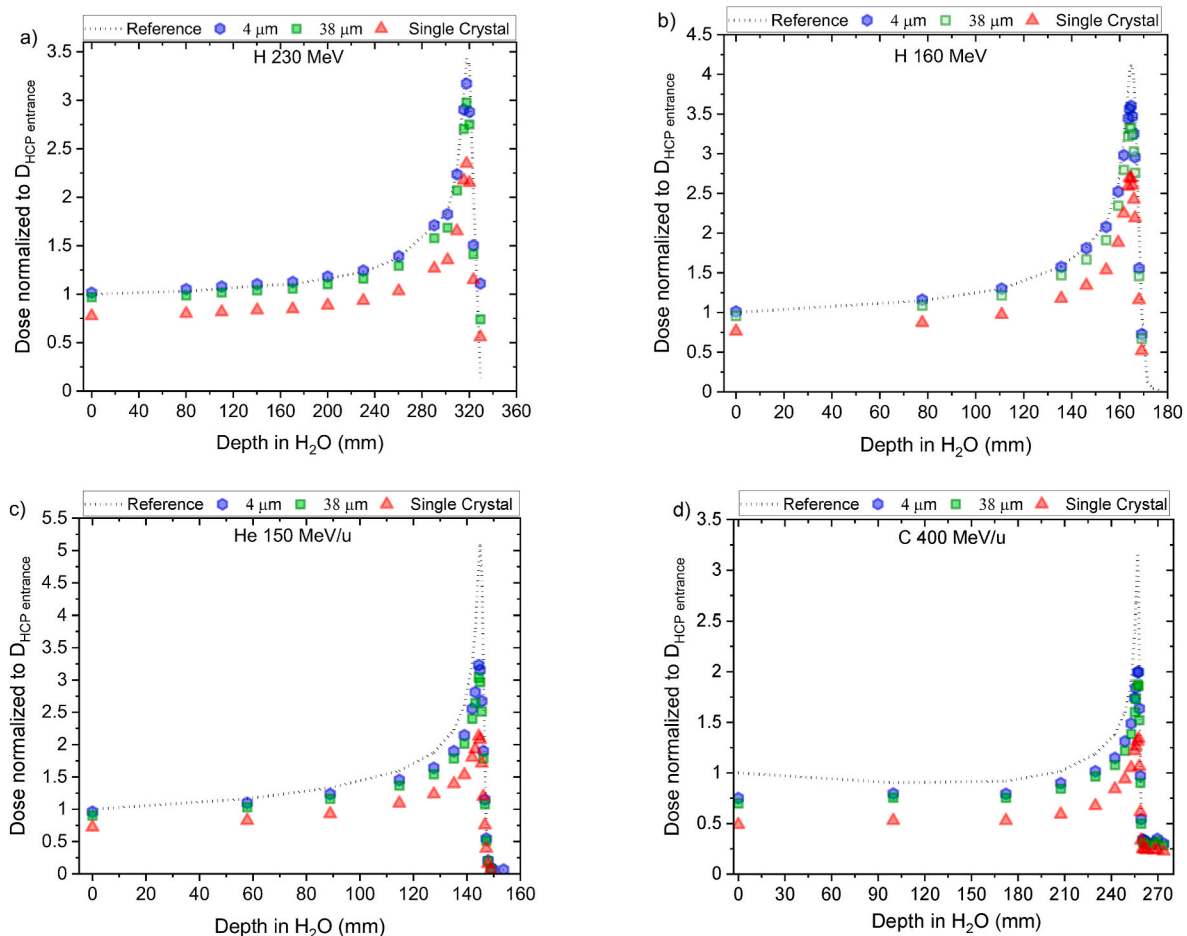 a)
Reference 4 μm 38 μm Single Crystal
H 230 MeV
Dose normalized to D_HCP entrance
3.5
3
2.5
2
1.5
1
0.5
0
0 40 80 120 160 200 240 280 320 360
Depth in H₂O (mm)
b)
Reference 4 μm 38 μm Single Crystal
H 160 MeV
Dose normalized to D_HCP entrance
4.5
4
3.5
3
2.5
2
1.5
1
0.5
0
0 20 40 60 80 100 120 140 160 180
Depth in H₂O (mm)
c)
Reference 4 μm 38 μm Single Crystal
He 150 MeV/u
Dose normalized to D_HCP entrance
5.5
5
4.5
4
3.5
3
2.5
2
1.5
1
0.5
0
0 20 40 60 80 100 120 140 160
Depth in H₂O (mm)
d)
Reference 4 μm 38 μm Single Crystal
C 400 MeV/u
Dose normalized to D_HCP entrance
3.5
3
2.5
2
1.5
1
0.5
0
0 30 60 90 120 150 180 210 240 270
Depth in H₂O (mm)